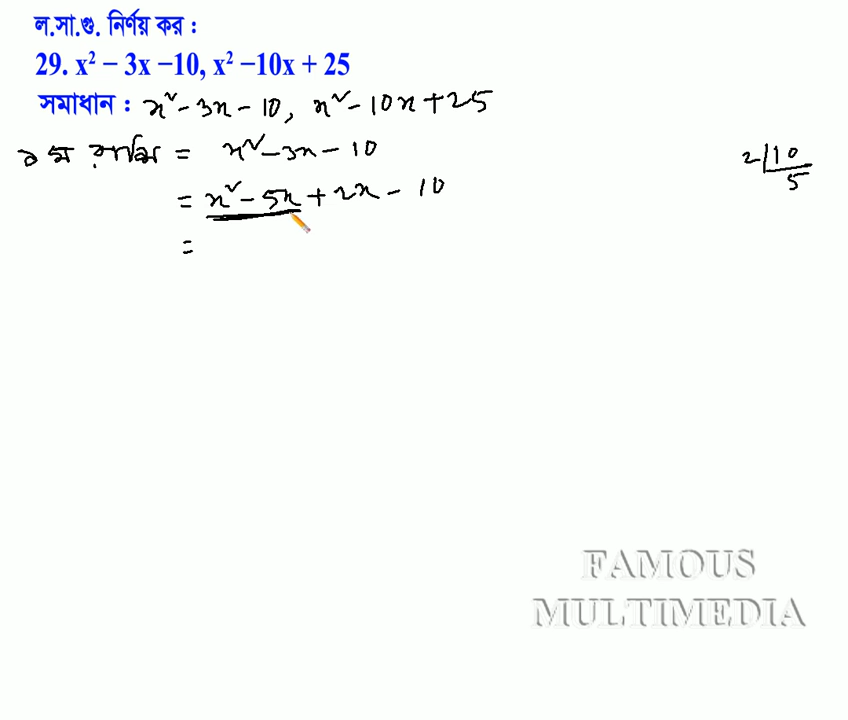 ল.সা.গু. নির্ণয় কর :
29. x² − 3x −10, x² −10x + 25
সমাধান : x² - 3x - 10, x² - 10x + 25
১ম রাশি = x² - 3x - 10
2 10
5
= x² - 5x + 2x - 10
=
FAMOUS
MULTIMEDIA